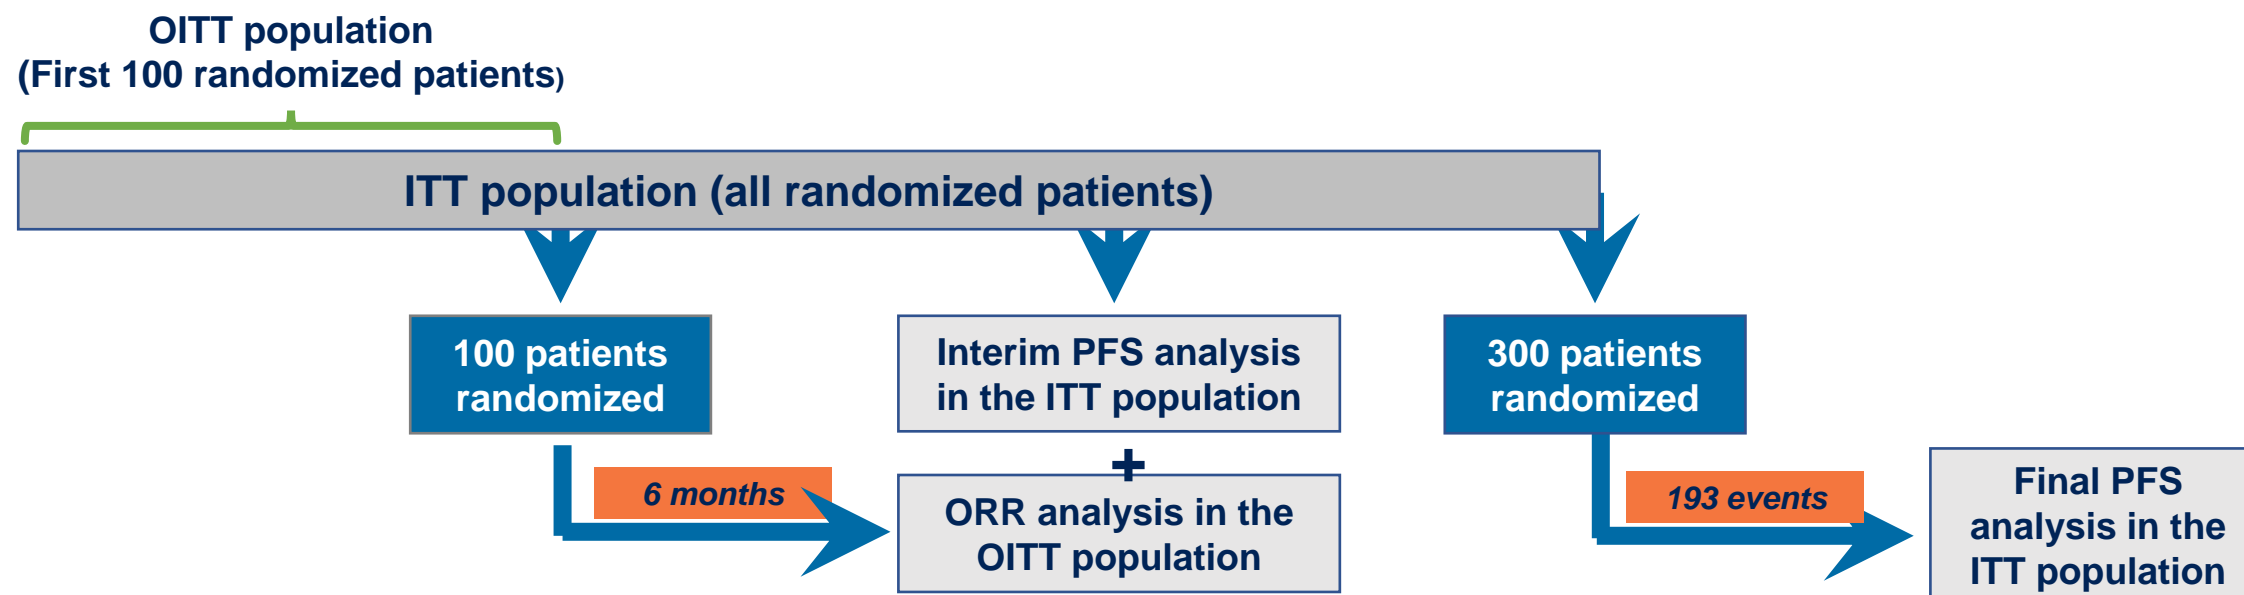 OITT population
(First 100 randomized patients)
ITT population (all randomized patients)
100 patients
randomized
Interim PFS analysis
in the ITT population
+
ORR analysis in the
OITT population
300 patients
randomized
6 months
193 events
Final PFS
analysis in the
ITT population